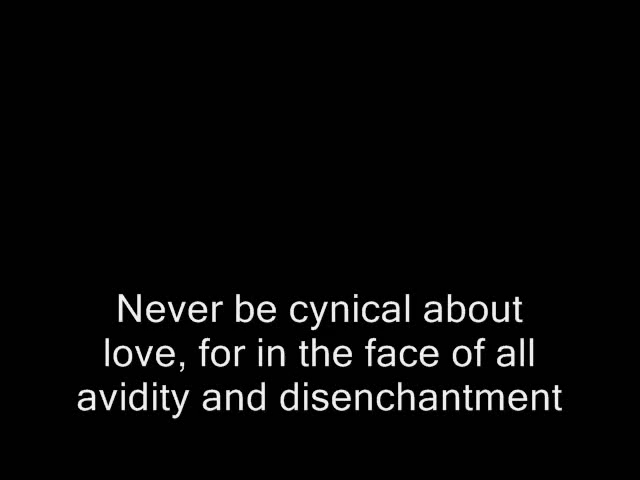 Never be cynical about
love, for in the face of all
avidity and disenchantment